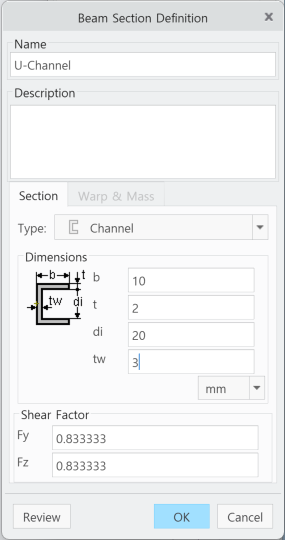 Beam Section Definition x
Name
U-Channel
Description
Section Warp & Mass
Type: Channel
Dimensions
b t b 10
tw di t 2
di 20
tw 3
mm
Shear Factor
Fy 0.833333
Fz 0.833333
Review OK Cancel